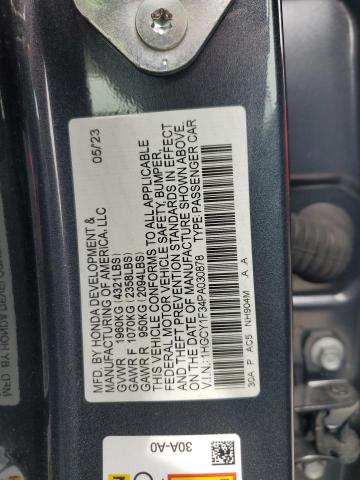 MFD. BY HONDA DEVELOPMENT & 05/23
MANUFACTURING OF AMERICA, LLC
GVWR 1960KG (4321LBS)
GAWR F 1070KG (2358LBS)
GAWR R 950KG (2094LBS)
THIS VEHICLE CONFORMS TO ALL APPLICABLE
FEDERAL MOTOR VEHICLE SAFETY, BUMPER,
AND THEFT PREVENTION STANDARDS IN EFFECT
ON THE DATE OF MANUFACTURE SHOWN ABOVE.
V.I.N.: 1HGCY1F34PA030878 TYPE: PASSENGER CAR
30A P AC5 NH904M A A
30A-A0